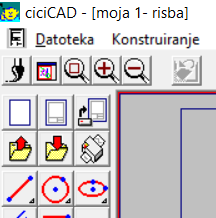 ciciCAD - [moja 1- risba]
Datoteka Konstruiranje